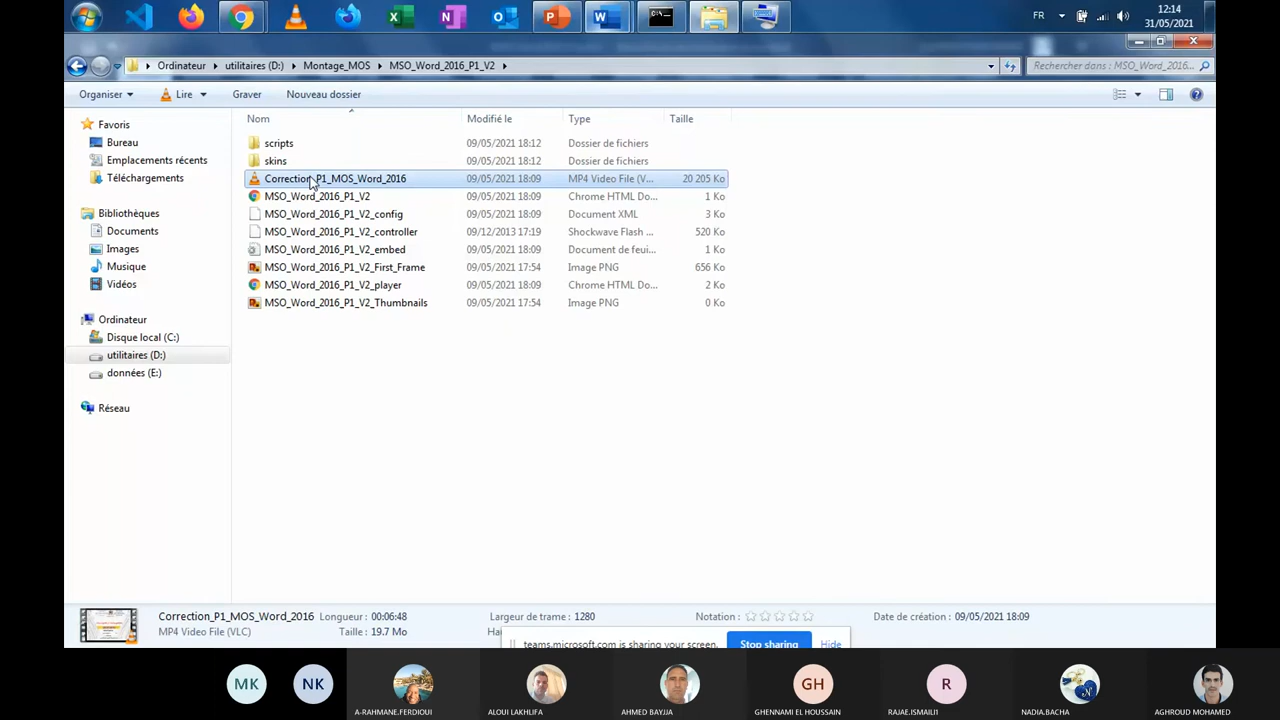 FR
12:14
31/05/2021
Ordinateur
utilitaires (D:)
Montage_MOS
MSO_Word_2016_P1_V2
Rechercher dans : MSO_Word_2016...
Organiser
Lire
Graver
Nouveau dossier
Nom
Modifié le
Type
Taille
Favoris
Bureau
Emplacements récents
Téléchargements
Bibliothèques
Documents
Images
Musique
Vidéos
Ordinateur
Disque local (C:)
utilitaires (D:)
données (E:)
Réseau
scripts 09/05/2021 18:12 Dossier de fichiers
skins 09/05/2021 18:12 Dossier de fichiers
Correction_P1_MOS_Word_2016 09/05/2021 18:09 MP4 Video File (V... 20 205 Ko
MSO_Word_2016_P1_V2 09/05/2021 18:09 Chrome HTML Do... 1 Ko
MSO_Word_2016_P1_V2_config 09/05/2021 18:09 Document XML 3 Ko
MSO_Word_2016_P1_V2_controller 09/12/2013 17:19 Shockwave Flash ... 520 Ko
MSO_Word_2016_P1_V2_embed 09/05/2021 18:09 Document de feui... 1 Ko
MSO_Word_2016_P1_V2_First_Frame 09/05/2021 17:54 Image PNG 656 Ko
MSO_Word_2016_P1_V2_player 09/05/2021 18:09 Chrome HTML Do... 2 Ko
MSO_Word_2016_P1_V2_Thumbnails 09/05/2021 17:54 Image PNG 0 Ko
Correction_P1_MOS_Word_2016 Longueur : 00:06:48 Largeur de trame : 1280 Notation : Date de création : 09/05/2021 18:09
MP4 Video File (VLC) Taille : 19.7 Mo
teams.microsoft.com is sharing your screen.
Stop sharing
Hide
MK
NK
GH
R
A-RAHMANE.FERDIOUI
ALOUI LAKHLIFA
AHMED BAYJJA
GHENNAMI EL HOUSSAIN
RAJAE.ISMAILI1
NADIA.BACHA
AGHROUD MOHAMED